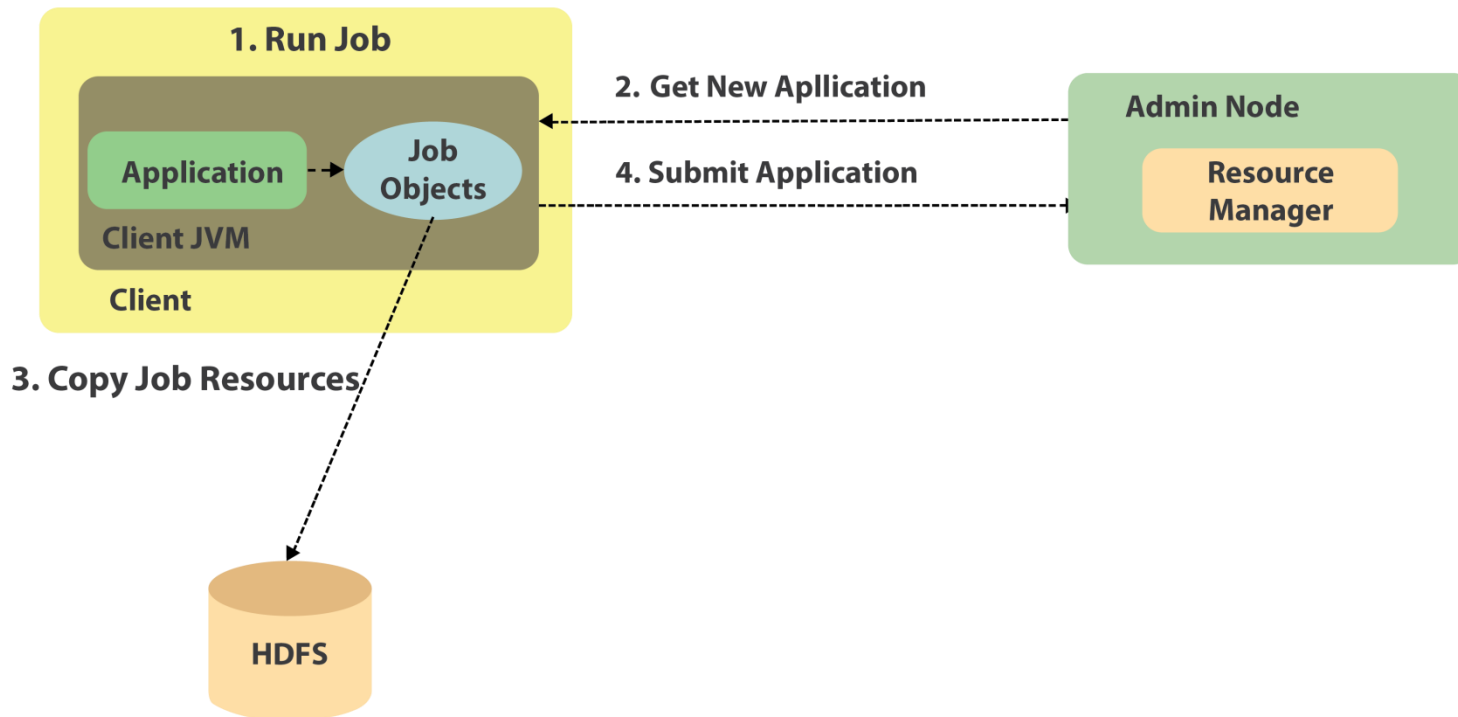 1. Run Job
2. Get New Apllication
Admin Node
Application
Job
Objects
4. Submit Application
Resource
Manager
Client JVM
Client
3. Copy Job Resources
HDFS